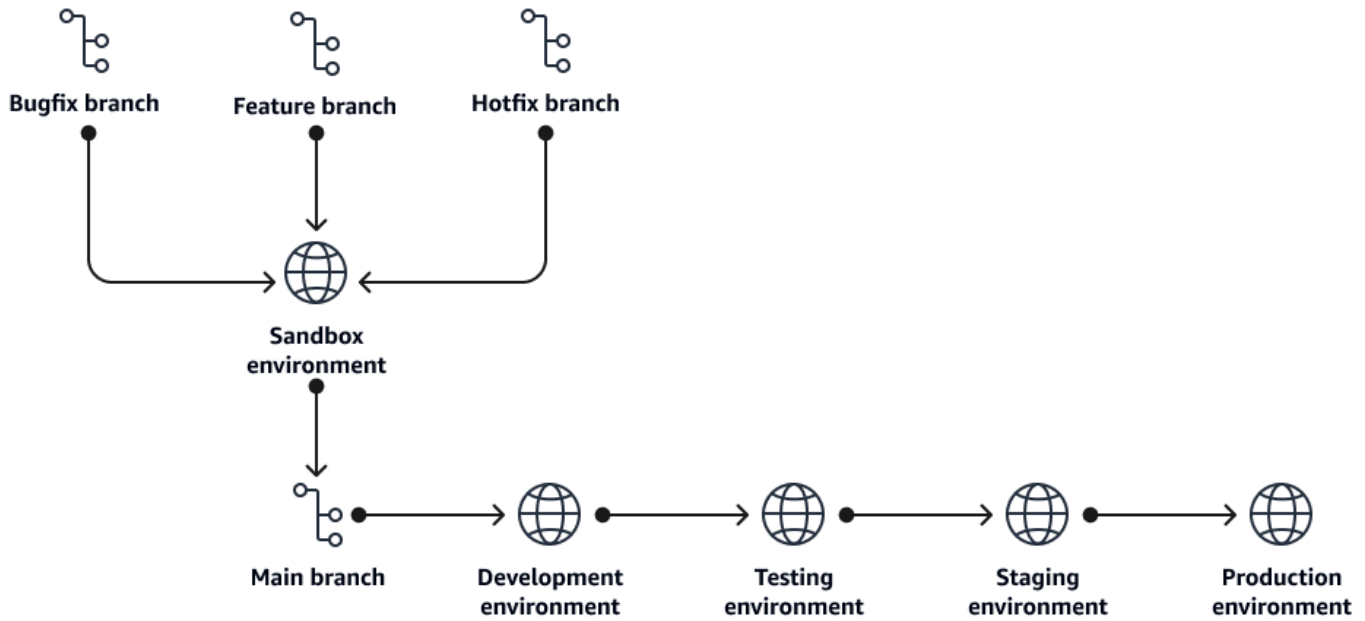 Bugfix branch
Feature branch
Hotfix branch
Sandbox
environment
Main branch
Development
environment
Testing
environment
Staging
environment
Production
environment